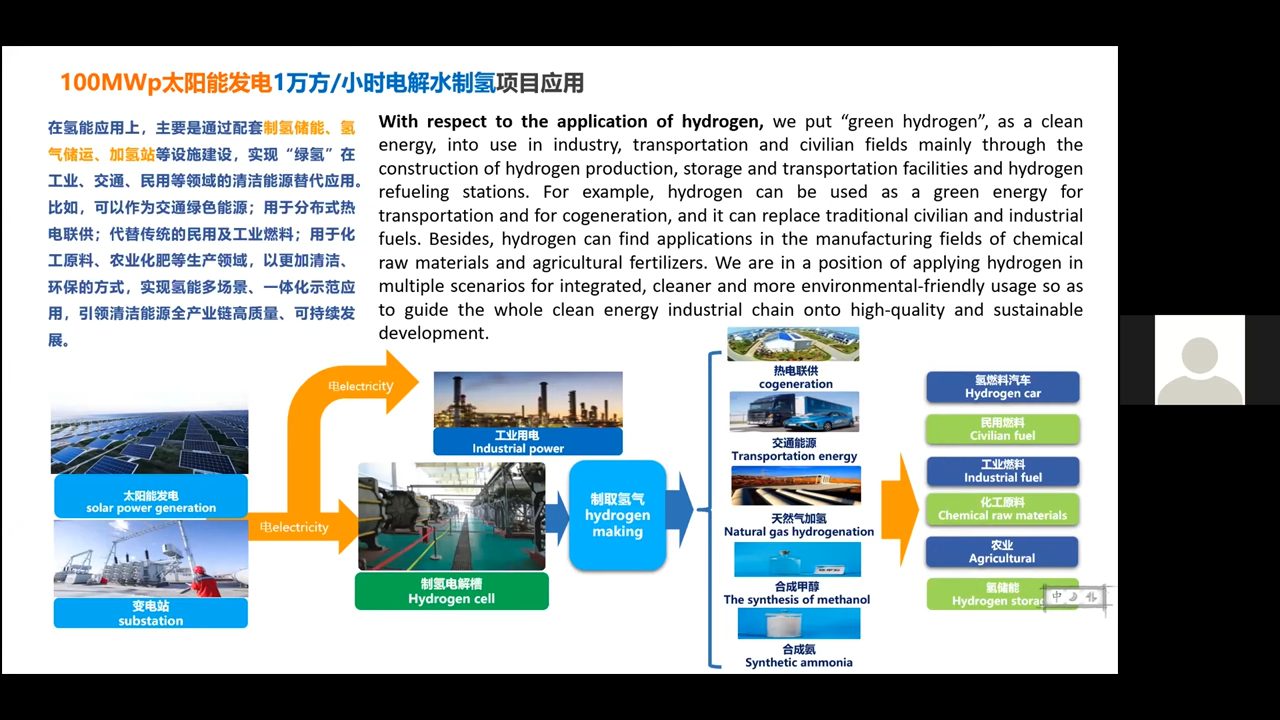 100MWp太阳能发电1万方/小时电解水制氢项目应用
在氢能应用上，主要是通过配套制氢储能、氢
气储运、加氢站等设施建设，实现“绿氢”在
工业、交通、民用等领域的清洁能源替代应用。
比如，可以作为交通绿色能源；用于分布式热
电联供；代替传统的民用及工业燃料；用于化
工原料、农业化肥等生产领域，以更加清洁、
环保的方式，实现氢能多场景、一体化示范应
用，引领清洁能源全产业链高质量、可持续发
展。
With respect to the application of hydrogen, we put “green hydrogen”, as a clean
energy, into use in industry, transportation and civilian fields mainly through the
construction of hydrogen production, storage and transportation facilities and hydrogen
refueling stations. For example, hydrogen can be used as a green energy for
transportation and for cogeneration, and it can replace traditional civilian and industrial
fuels. Besides, hydrogen can find applications in the manufacturing fields of chemical
raw materials and agricultural fertilizers. We are in a position of applying hydrogen in
multiple scenarios for integrated, cleaner and more environmental-friendly usage so as
to guide the whole clean energy industrial chain onto high-quality and sustainable
development.
太阳能发电
solar power generation
变电站
substation
电electricity
电electricity
工业用电
Industrial power
制氢电解槽
Hydrogen cell
制取氢气
hydrogen
making
热电联供
cogeneration
交通能源
Transportation energy
天然气加氢
Natural gas hydrogenation
合成甲醇
The synthesis of methanol
合成氨
Synthetic ammonia
氢燃料汽车
Hydrogen car
民用燃料
Civilian fuel
工业燃料
Industrial fuel
化工原料
Chemical raw materials
农业
Agricultural
氢储能
Hydrogen
中